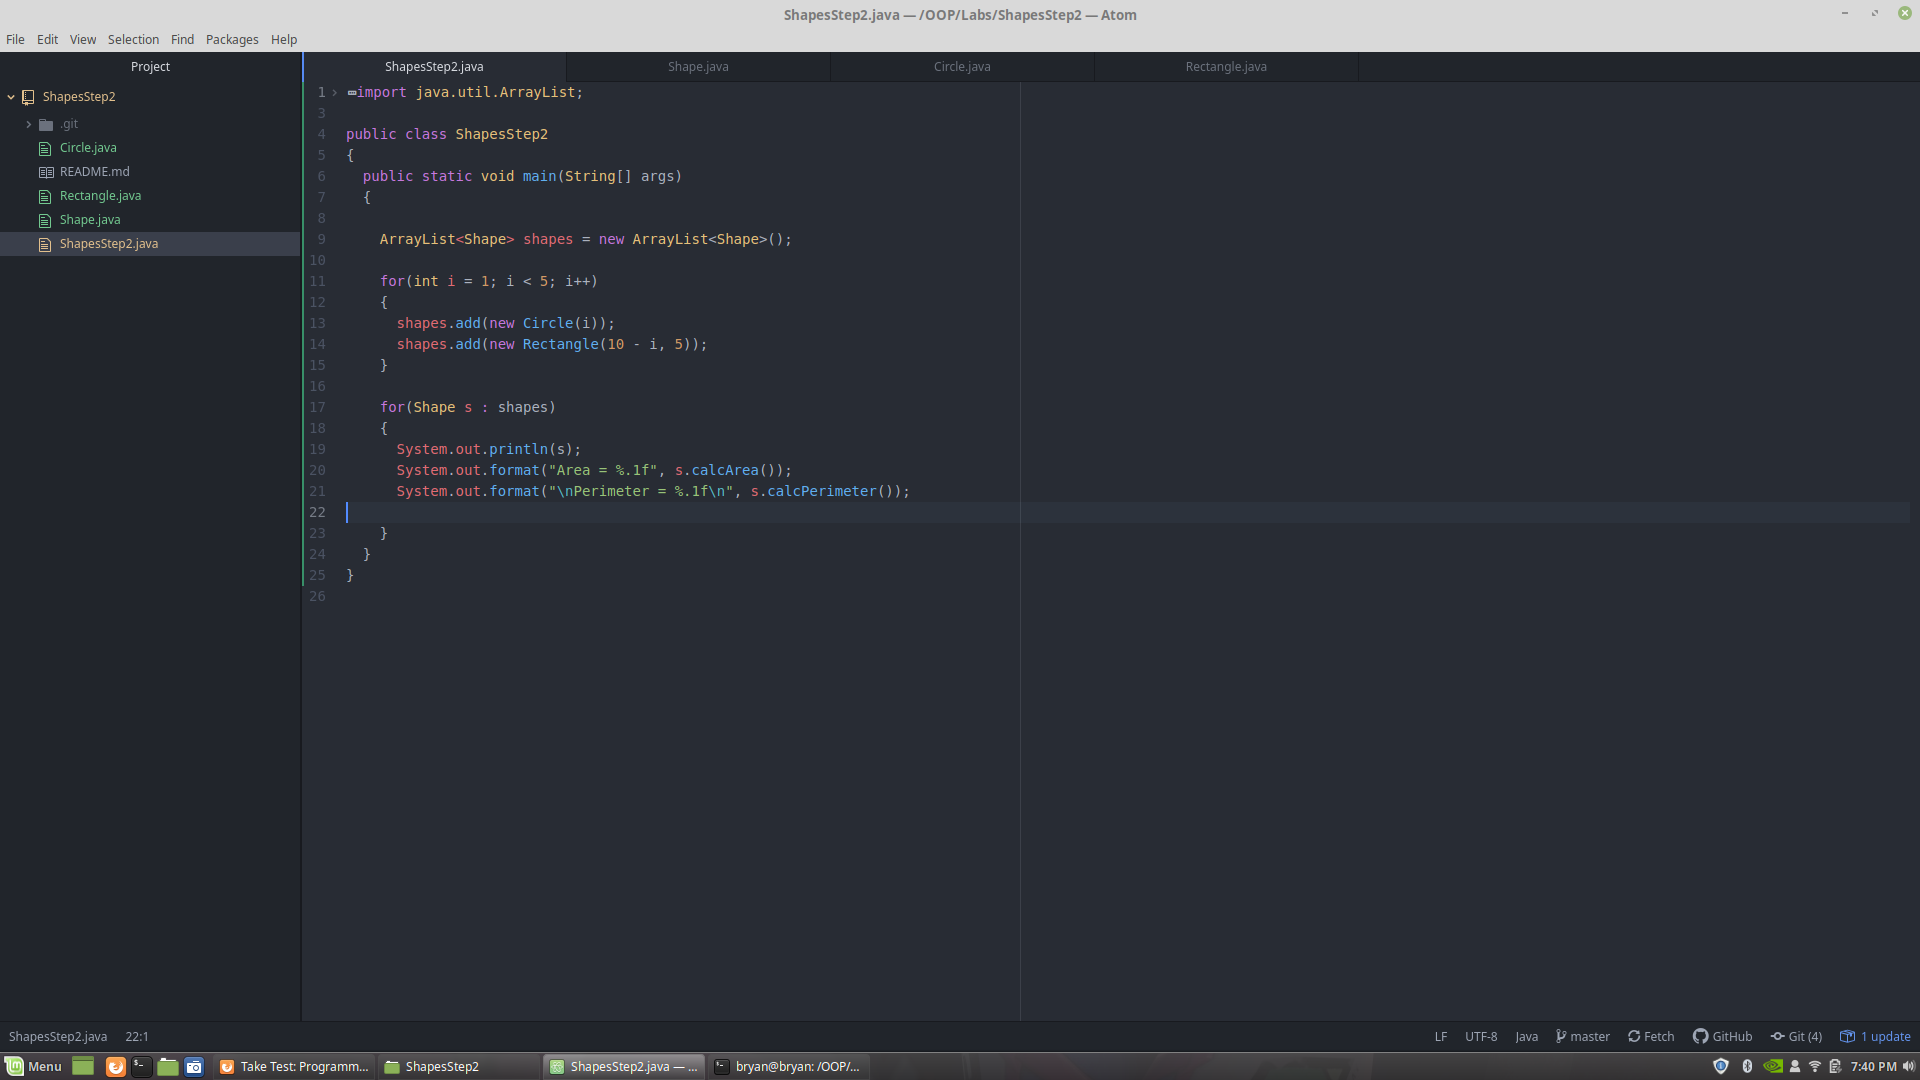 ShapesStep2.java — /OOP/Labs/ShapesStep2 — Atom
File Edit View Selection Find Packages Help
Project
ShapesStep2
.git
Circle.java
README.md
Rectangle.java
Shape.java
ShapesStep2.java
ShapesStep2.java Shape.java Circle.java Rectangle.java
1 import java.util.ArrayList;
3
4 public class ShapesStep2
5 {
6   public static void main(String[] args)
7   {
8
9     ArrayList<Shape> shapes = new ArrayList<Shape>();
10
11     for(int i = 1; i < 5; i++)
12     {
13       shapes.add(new Circle(i));
14       shapes.add(new Rectangle(10 - i, 5));
15     }
16
17     for(Shape s : shapes)
18     {
19       System.out.println(s);
20       System.out.format("Area = %.1f", s.calcArea());
21       System.out.format("\nPerimeter = %.1f\n", s.calcPerimeter());
22
23     }
24   }
25 }
26
ShapesStep2.java 22:1 LF UTF-8 Java master Fetch GitHub Git (4) 1 update
Menu Take Test: Programm... ShapesStep2 ShapesStep2.java — ... bryan@bryan: /OOP/... 7:40 PM